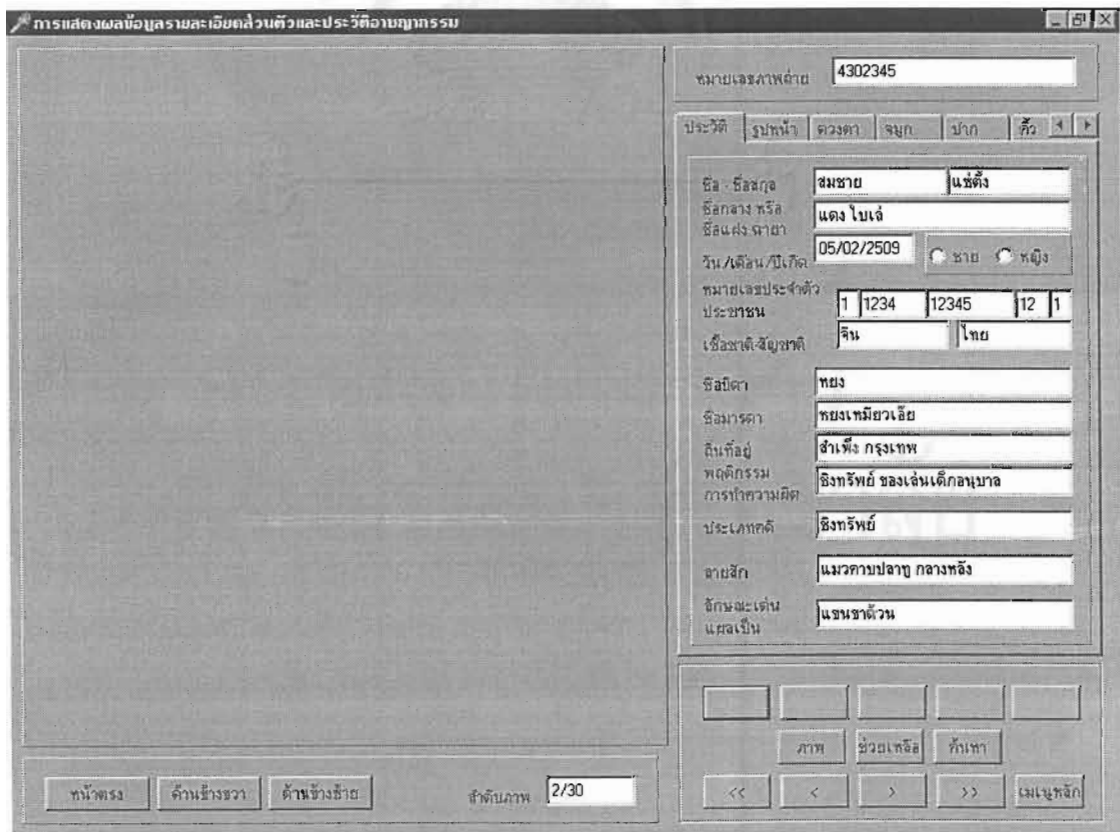 การแสดงผลข้อมูลรายละเอียดส่วนตัวและประวัติอาชญากรรม
หมายเลขภาพถ่าย 4302345
ประวัติ รูปหน้า ดวงตา จมูก ปาก คิ้ว
ชื่อ - ชื่อสกุล สมชาย แซ่ตั้ง
ชื่อกลาง หรือ
ชื่อแฝง ฉายา แดง ไบเล่
วัน/เดือน/ปีเกิด 05/02/2509 ชาย หญิง
หมายเลขประจำตัว
ประชาชน 1 1234 12345 12 1
เชื้อชาติ-สัญชาติ จีน ไทย
ชื่อบิดา หยง
ชื่อมารดา หยงเหมียวเอ็ย
ถิ่นที่อยู่ สำเพ็ง กรุงเทพ
พฤติกรรม
การทำความผิด ชิงทรัพย์ ของเล่นเด็กอนุบาล
ประเภทคดี ชิงทรัพย์
ลายสัก แมวคาบปลาทู กลางหลัง
ลักษณะเด่น
แผลเป็น แขนขาด้วน
ภาพ ช่วยเหลือ ค้นหา
หน้าตรง ด้านข้างขวา ด้านข้างซ้าย ลำดับภาพ 2/30
<< < > >> เมนูหลัก